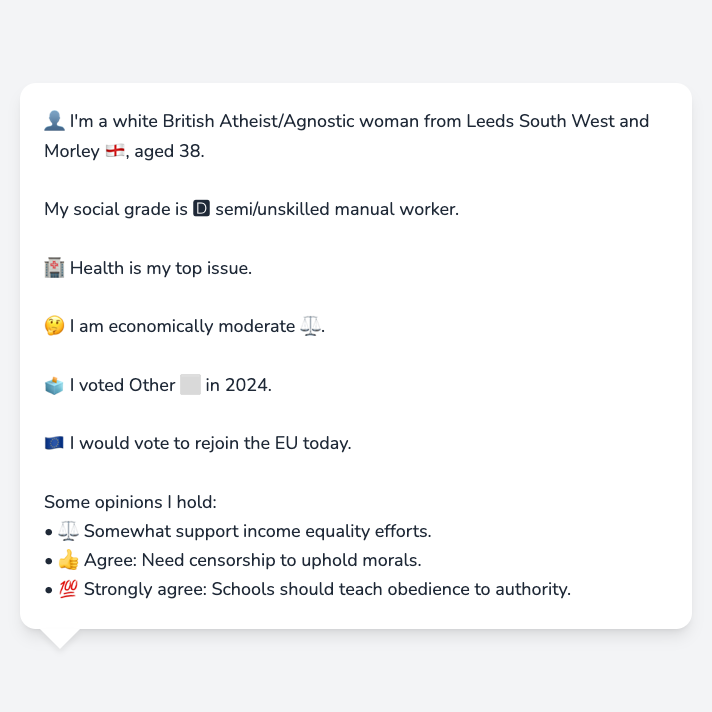 👤 I'm a white British Atheist/Agnostic woman from Leeds South West and
Morley 🏴󠁧󠁢󠁥󠁮󠁧󠁿, aged 38.
My social grade is 🅳 semi/unskilled manual worker.
🏥 Health is my top issue.
🤔 I am economically moderate ⚖️.
🗳️ I voted Other ⬜ in 2024.
🇪🇺 I would vote to rejoin the EU today.
Some opinions I hold:
• ⚖️ Somewhat support income equality efforts.
• 👍 Agree: Need censorship to uphold morals.
• 💯 Strongly agree: Schools should teach obedience to authority.